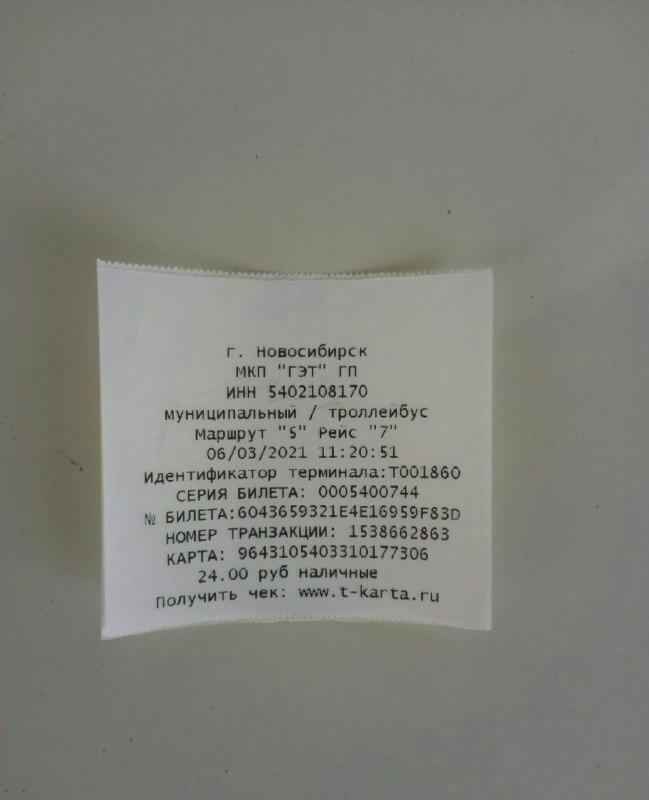 г. Новосибирск
МКП "ГЭТ" ГП
ИНН 5402108170
муниципальный / троллейбус
Маршрут "5" Рейс "7"
06/03/2021 11:20:51
Идентификатор терминала:Т001860
СЕРИЯ БИЛЕТА: 0005400744
№ БИЛЕТА:6043659321E4E16959F83D
НОМЕР ТРАНЗАКЦИИ: 1538662863
КАРТА: 9643105403310177306
24.00 руб наличные
Получить чек: www.t-karta.ru